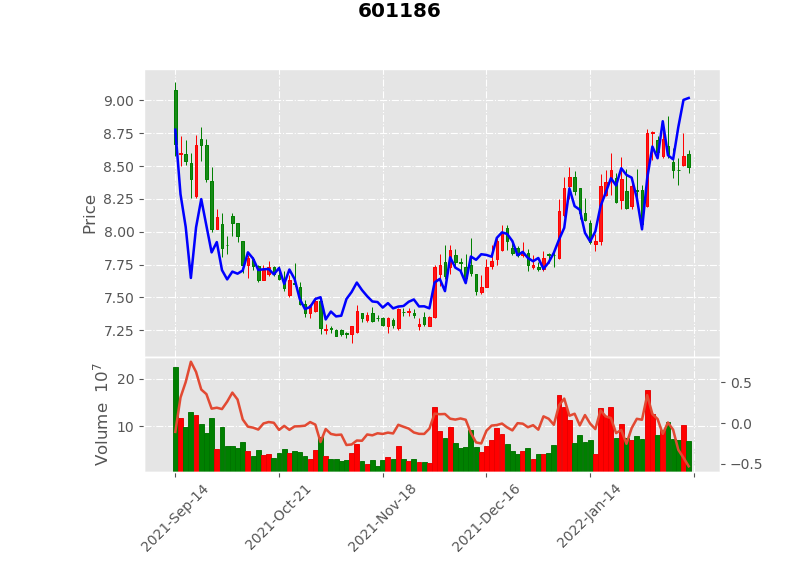 601186
9.00
8.75
8.50
8.25
8.00
7.75
7.50
7.25
Price
20
10
Volume 10^7
0.5
0.0
−0.5
2021-Sep-14
2021-Oct-21
2021-Nov-18
2021-Dec-16
2022-Jan-14